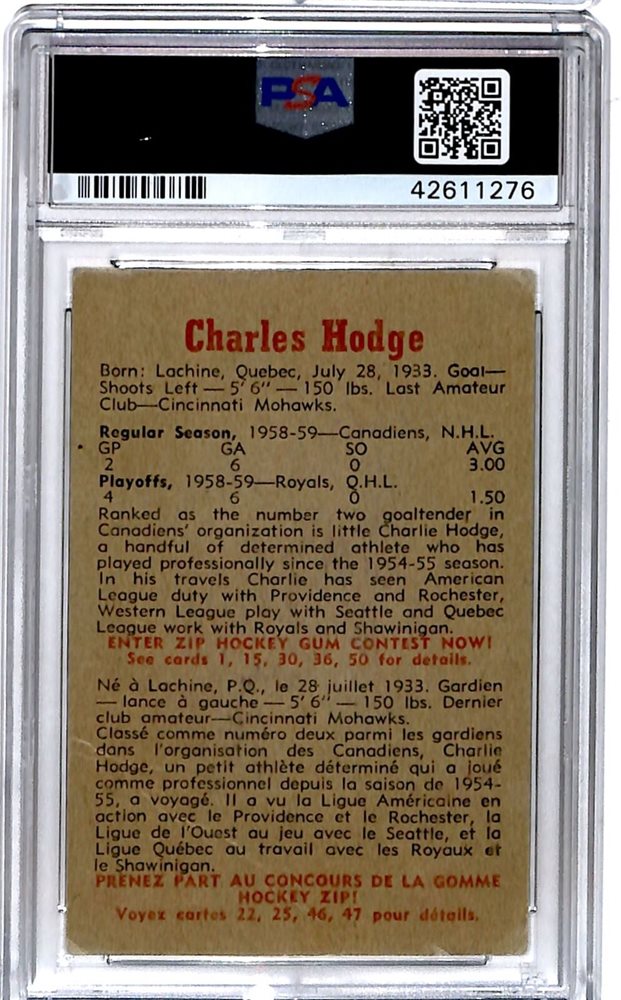 PSA
42611276
Charles Hodge
Born: Lachine, Quebec, July 28, 1933. Goal—
Shoots Left — 5′ 6″ — 150 lbs. Last Amateur
Club—Cincinnati Mohawks.
Regular Season, 1958-59—Canadiens, N.H.L.
GP GA SO AVG
2 6 0 3.00
Playoffs, 1958-59—Royals, Q.H.L.
4 6 0 1.50
Ranked as the number two goaltender in
Canadiens' organization is little Charlie Hodge,
a handful of determined athlete who has
played professionally since the 1954-55 season.
In his travels Charlie has seen American
League duty with Providence and Rochester,
Western League play with Seattle and Quebec
League work with Royals and Shawinigan.
ENTER ZIP HOCKEY GUM CONTEST NOW!
See cards 1, 15, 30, 36, 50 for details.
Né à Lachine, P.Q., le 28 juillet 1933. Gardien
— lance à gauche — 5′ 6″ — 150 lbs. Dernier
club amateur—Cincinnati Mohawks.
Classé comme numéro deux parmi les gardiens
dans l'organisation des Canadiens, Charlie
Hodge, un petit athlète déterminé qui a joué
comme professionnel depuis la saison de 1954-
55, a voyagé. Il a vu la Ligue Américaine en
action avec le Providence et le Rochester, la
Ligue de l'Ouest au jeu avec le Seattle, et la
Ligue Québec au travail avec les Royaux et
le Shawinigan.
PRENEZ PART AU CONCOURS DE LA GOMME
HOCKEY ZIP!
Voyez cartes 22, 25, 46, 47 pour détails.